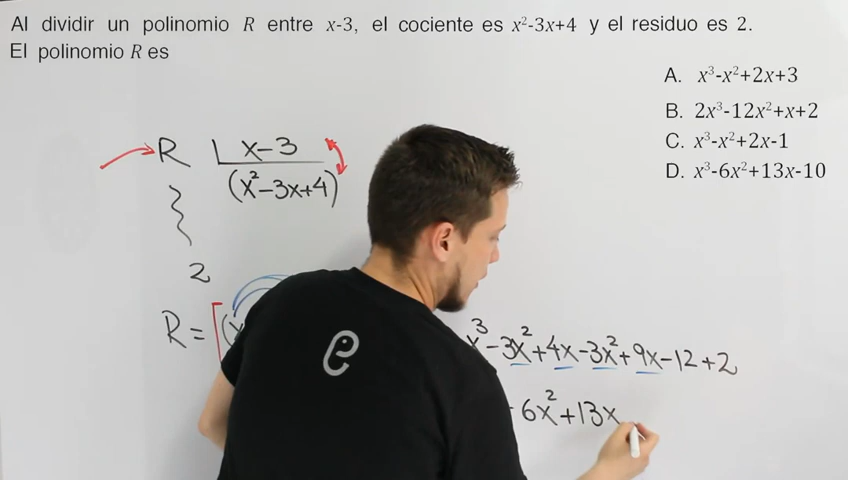 Al dividir un polinomio R entre x-3, el cociente es x²-3x+4 y el residuo es 2.
El polinomio R es
A. x³-x²+2x+3
B. 2x³-12x²+x+2
C. x³-x²+2x-1
D. x³-6x²+13x-10
R x-3
(x²-3x+4)
2
R = [(x
x³-3x²+4x-3x²+9x-12+2
- 6x²+13x